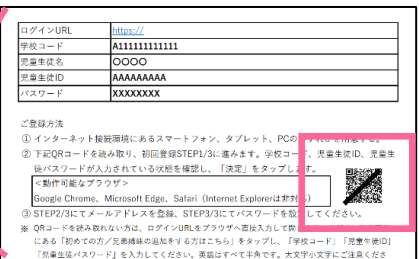 ログインURL https://
学校コード A111111111111
児童生徒名 〇〇〇〇
児童生徒ID AAAAAAAAA
パスワード XXXXXXXX
ご登録方法
① インターネット接続環境にあるスマートフォン、タブレット、PCの
② 下記QRコードを読み取り、初回登録STEP1/3に進みます。学校コード、児童生徒ID、児童生
徒パスワードが入力されている状態を確認し、「決定」をタップします。
<動作可能なブラウザ>
Google Chrome、Microsoft Edge、Safari（Internet Explorerは非対応）
③ STEP2/3にてメールアドレスを登録、STEP3/3にてパスワードを設定してください。
※ QRコードを読み取れない方は、ログインURLをブラウザへ直接入力して
にある「初めての方／兄弟姉妹の追加をする方はこちら」をタップし、「学校コード」「児童生徒ID」
「児童生徒パスワード」を入力してください。英語はすべて半角です。大文字小文字にご注意くださ